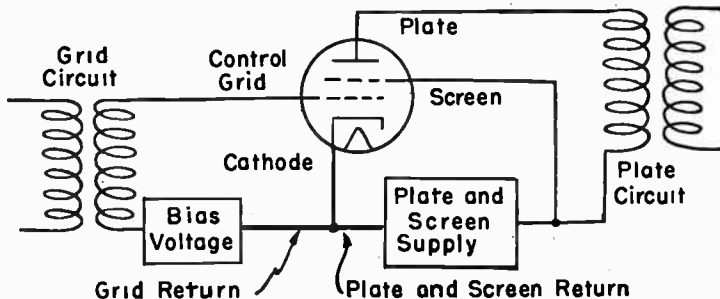 Plate
Grid
Circuit
Control
Grid
Screen
Cathode
Plate
Circuit
Bias
Voltage
Plate and
Screen
Supply
Grid Return
Plate and Screen Return